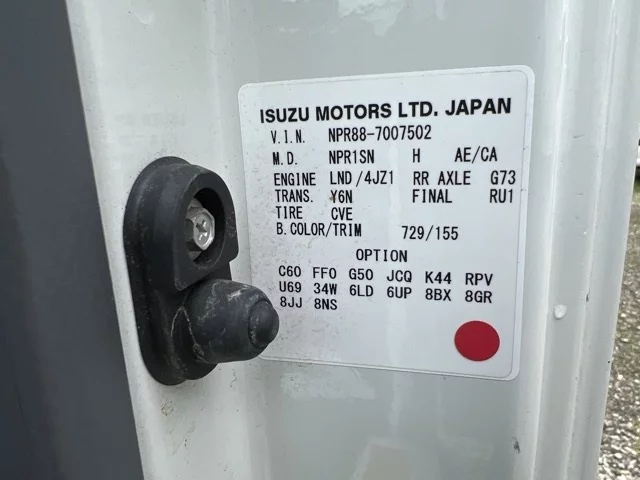 ISUZU MOTORS LTD. JAPAN
V.I.N. NPR88-7007502
M.D. NPR1SN H AE/CA
ENGINE LND/4JZ1 RR AXLE G73
TRANS. Y6N FINAL RU1
TIRE CVE
B.COLOR/TRIM 729/155
OPTION
C60 FF0 G50 JCQ K44 RPV
U69 34W 6LD 6UP 8BX 8GR
8JJ 8NS